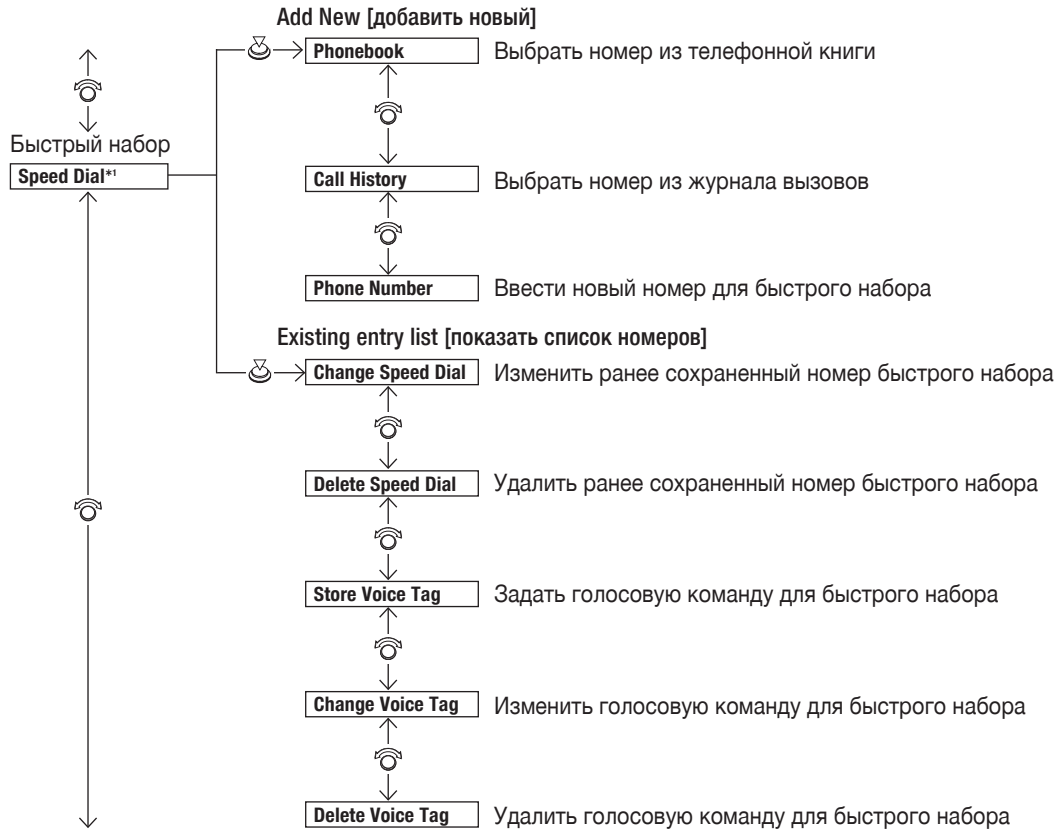 Add New [добавить новый]
Phonebook Выбрать номер из телефонной книги
Быстрый набор
Speed Dial*1
Call History Выбрать номер из журнала вызовов
Phone Number Ввести новый номер для быстрого набора
Existing entry list [показать список номеров]
Change Speed Dial Изменить ранее сохраненный номер быстрого набора
Delete Speed Dial Удалить ранее сохраненный номер быстрого набора
Store Voice Tag Задать голосовую команду для быстрого набора
Change Voice Tag Изменить голосовую команду для быстрого набора
Delete Voice Tag Удалить голосовую команду для быстрого набора